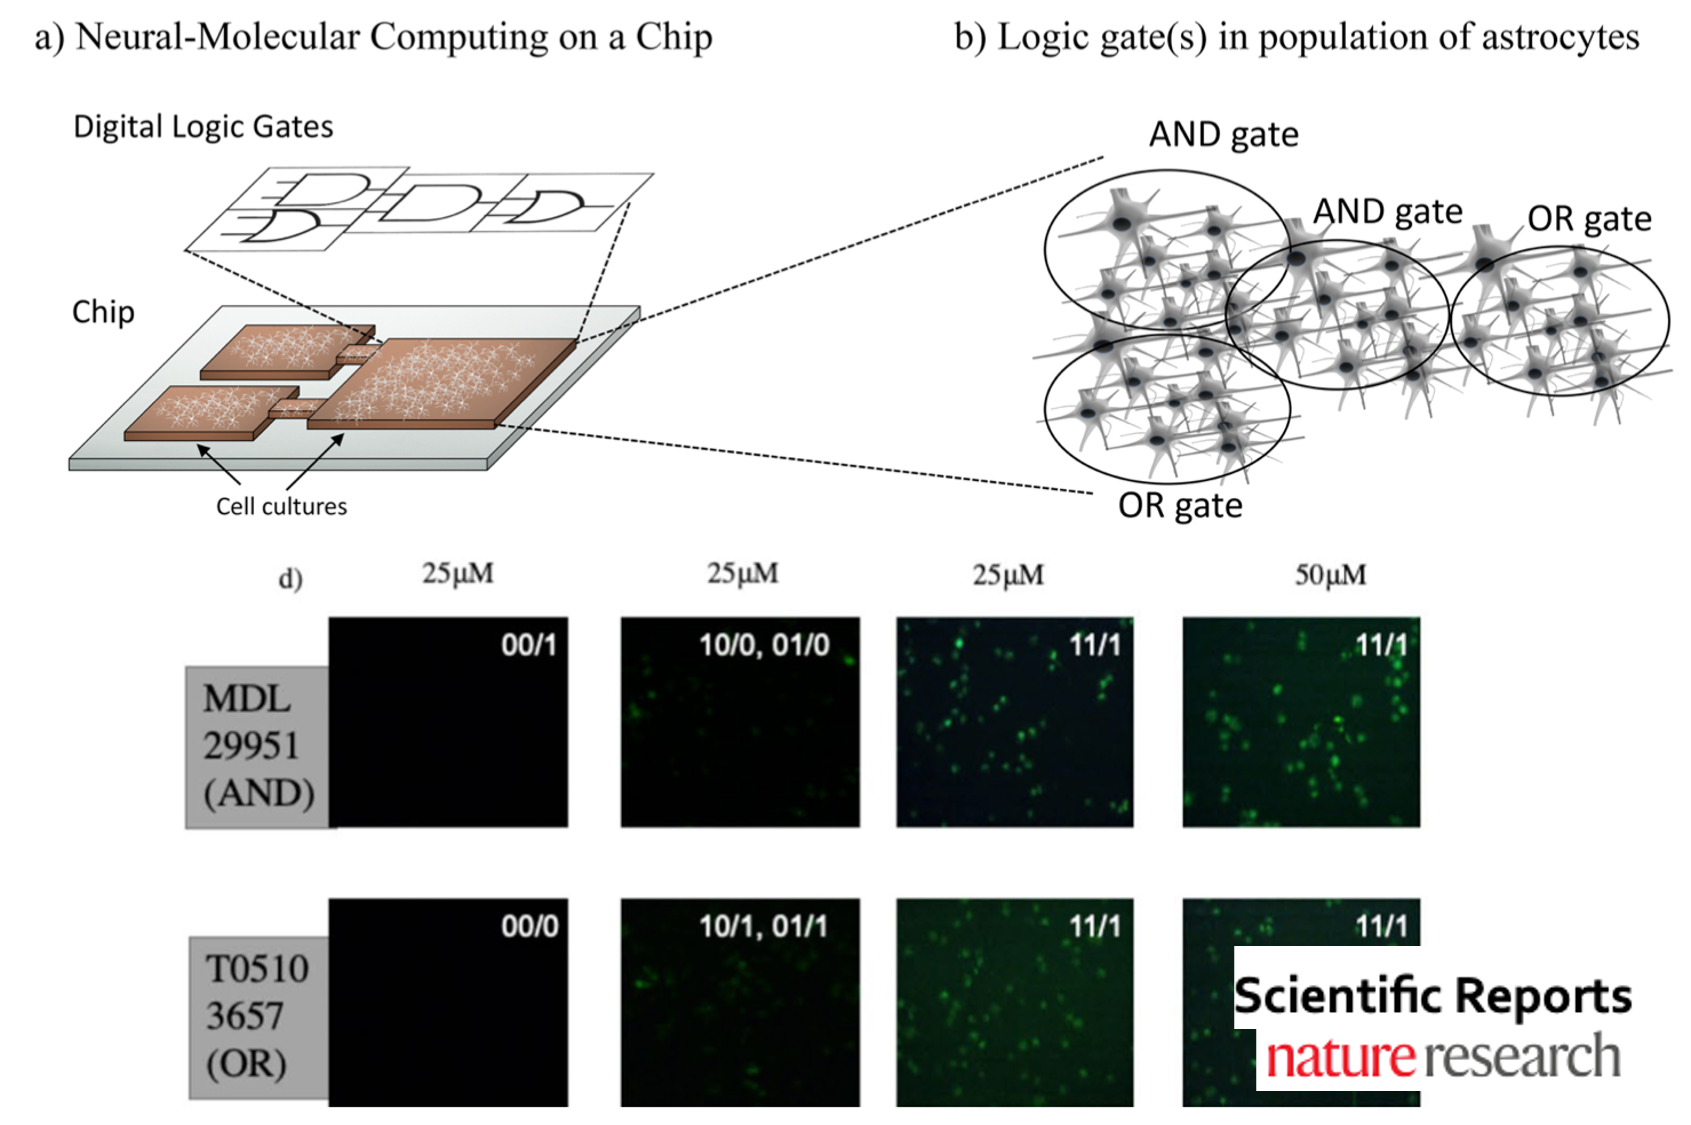 a) Neural-Molecular Computing on a Chip
b) Logic gate(s) in population of astrocytes
Digital Logic Gates
Chip
Cell cultures
AND gate
AND gate
OR gate
OR gate
d)
25μM
25μM
25μM
50μM
MDL
29951
(AND)
00/1
10/0, 01/0
11/1
11/1
T0510
3657
(OR)
00/0
10/1, 01/1
11/1
11/1
Scientific Reports
nature research